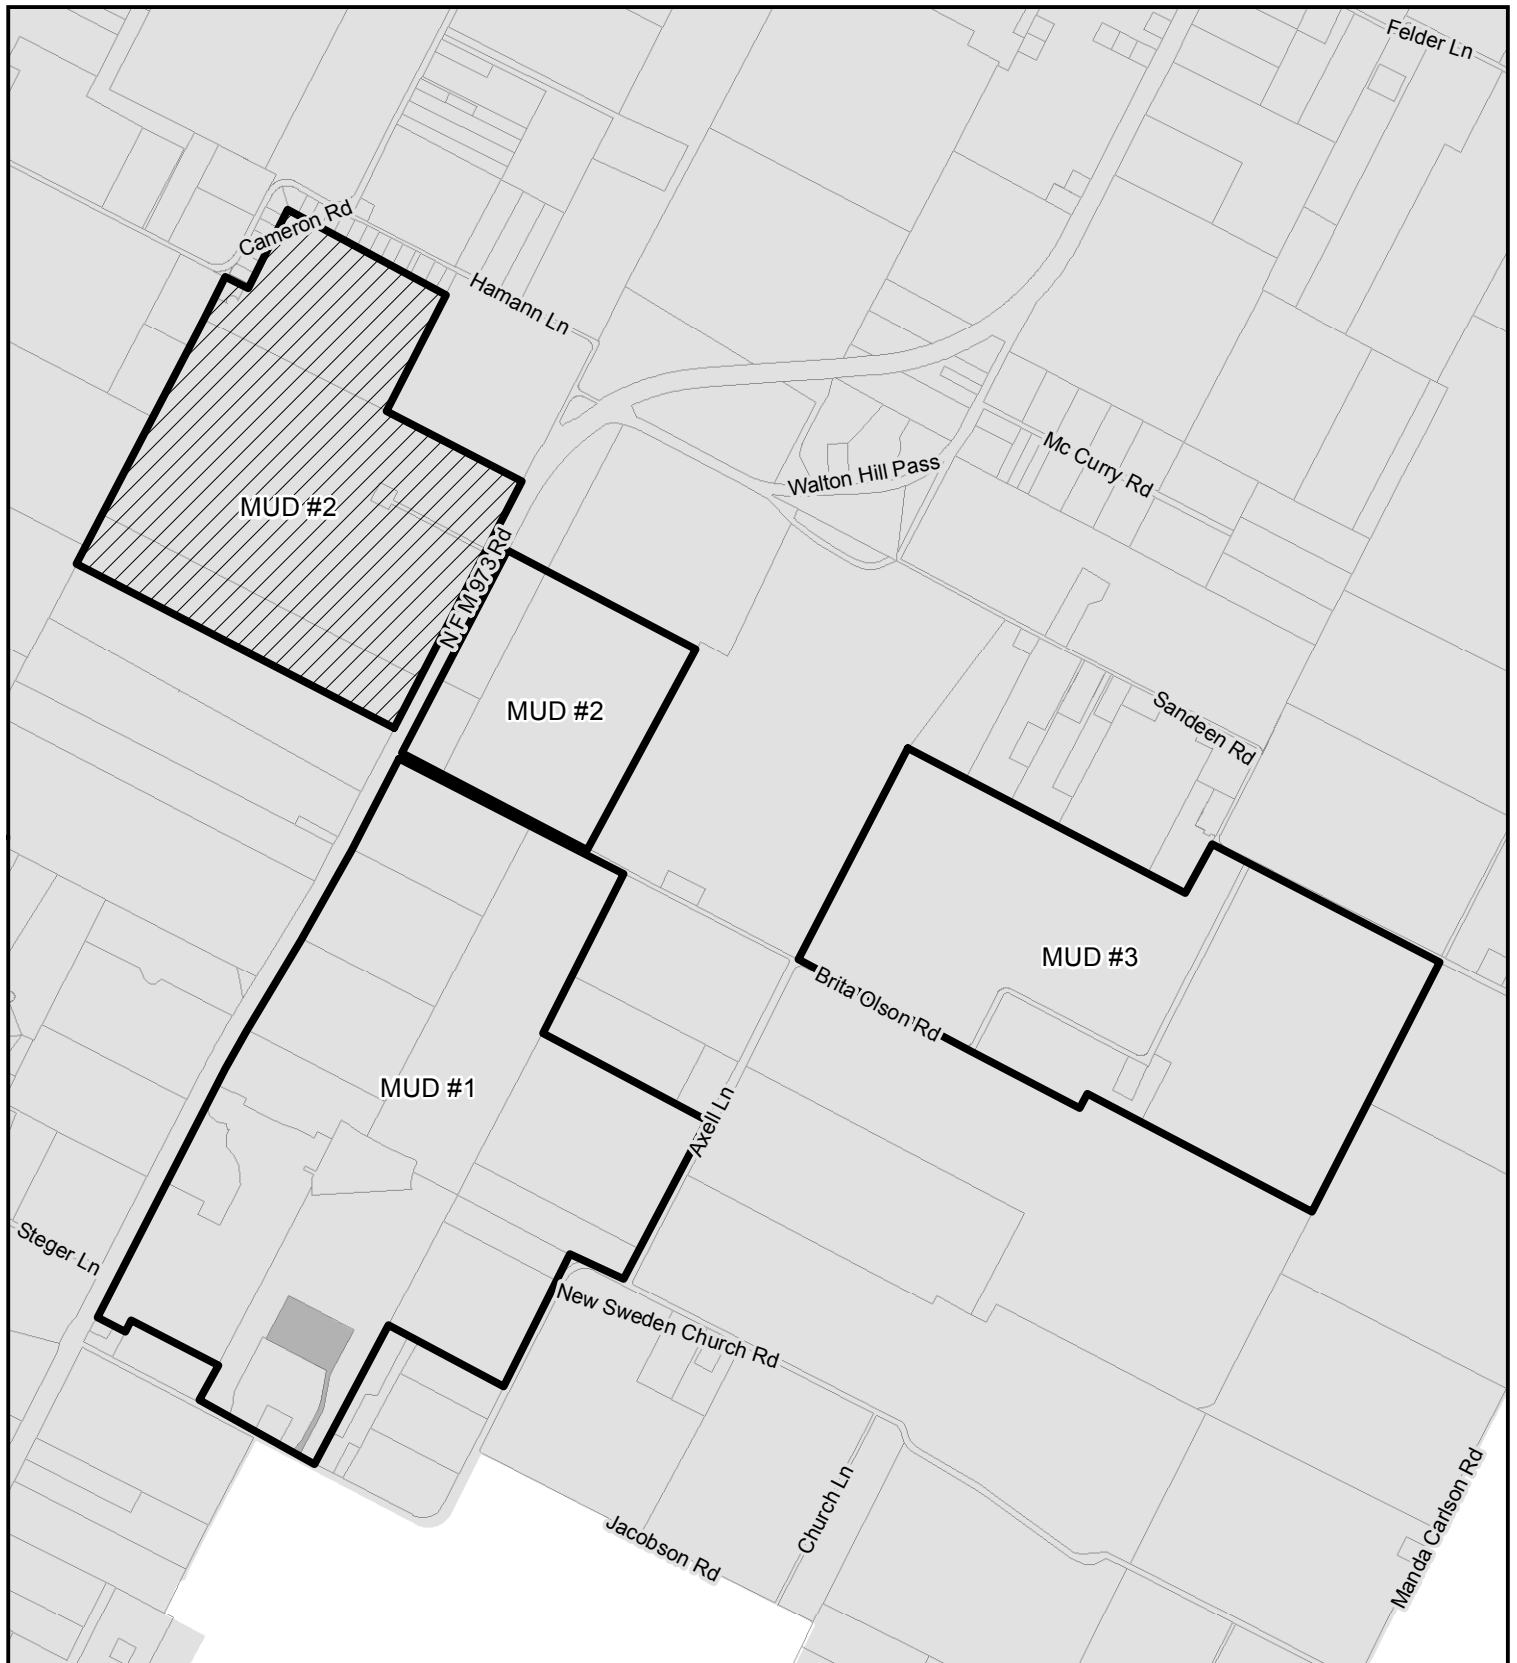 Felder Ln
Cameron Rd
Hamann Ln
Mc Curry Rd
Walton Hill Pass
MUD #2
N F M 973 Rd
MUD #2
Sandeen Rd
MUD #3
Brita Olson Rd
MUD #1
Axell Ln
Steger Ln
New Sweden Church Rd
Church Ln
Jacobson Rd
Manda Carlson Rd